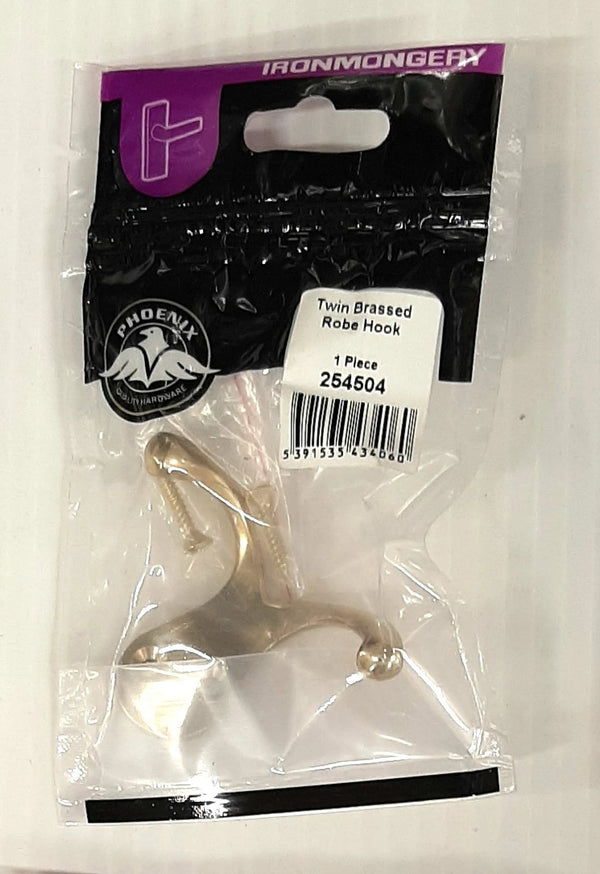 IRONMONGERY
PHOENIX
QUALITY HARDWARE
Twin Brassed
Robe Hook
1 Piece
254504
5 391535 434060